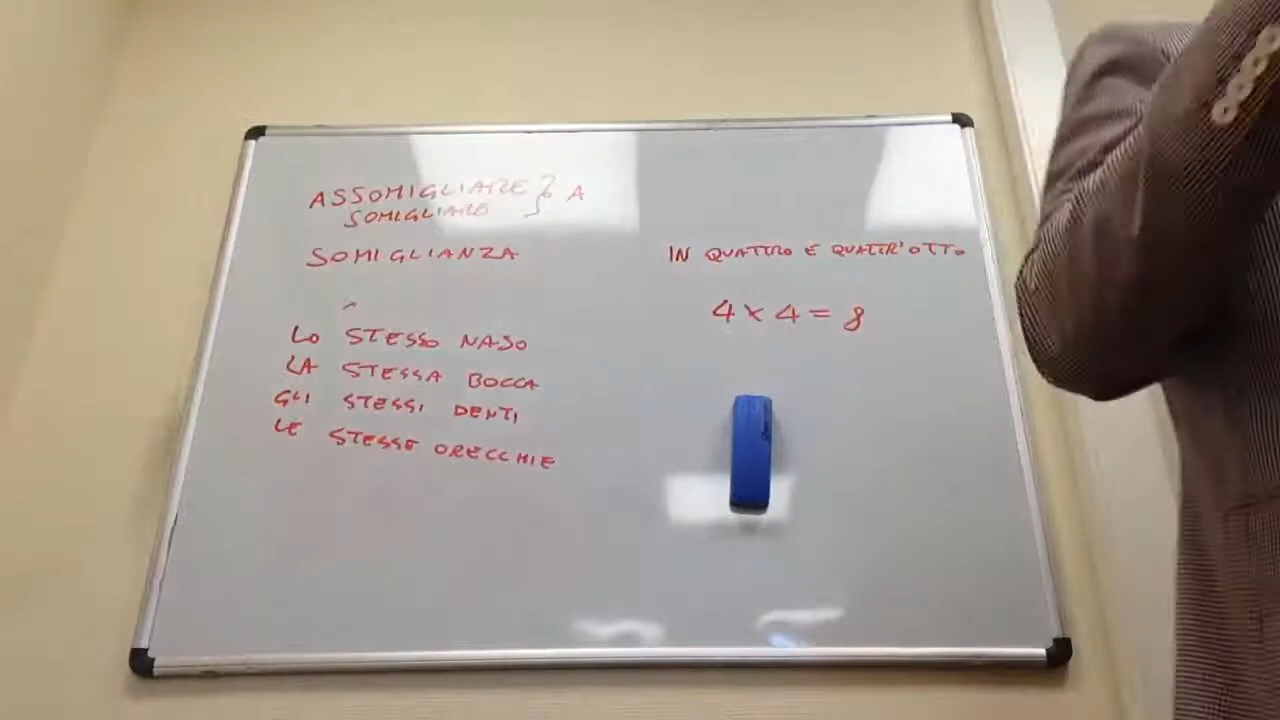 ASSOMIGLIARE } A
SOMIGLIARE
SOMIGLIANZA
LO STESSO NASO
LA STESSA BOCCA
GLI STESSI DENTI
LE STESSE ORECCHIE
IN QUATTRO E QUATTR'OTTO
4 × 4 = 8